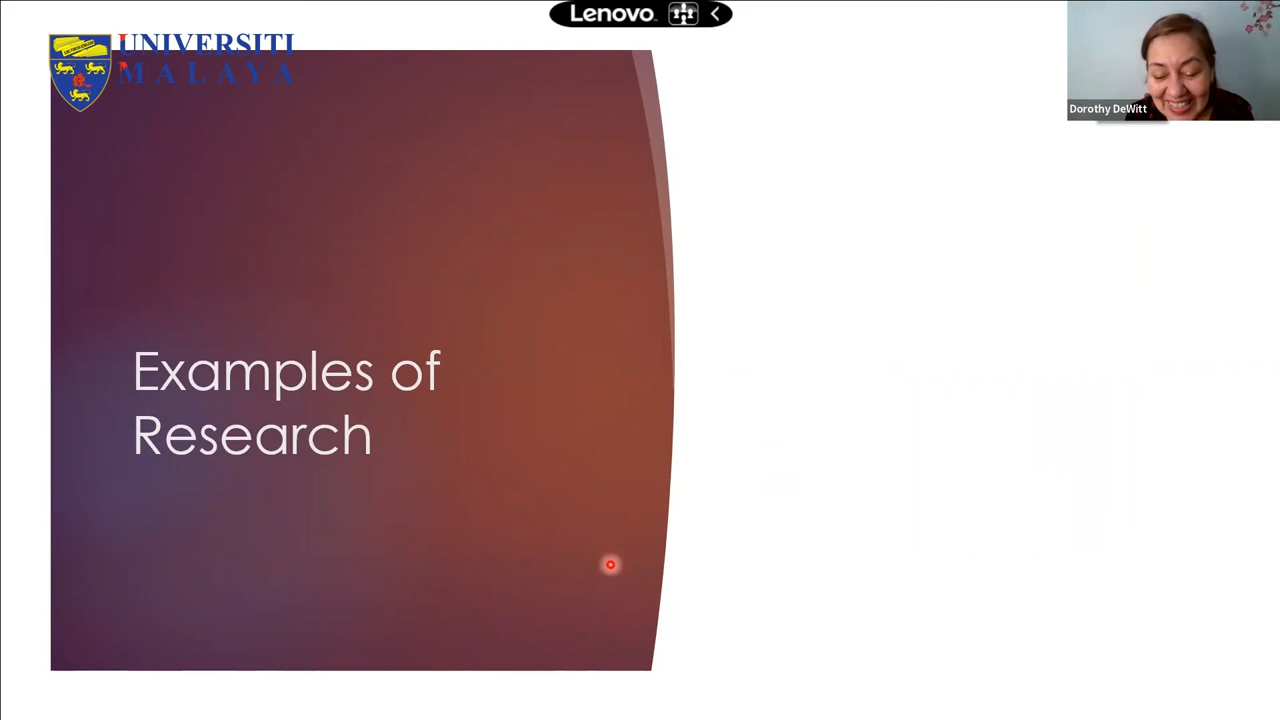 Lenovo
UNIVERSITI
MALAYA
Dorothy DeWitt
Examples of
Research